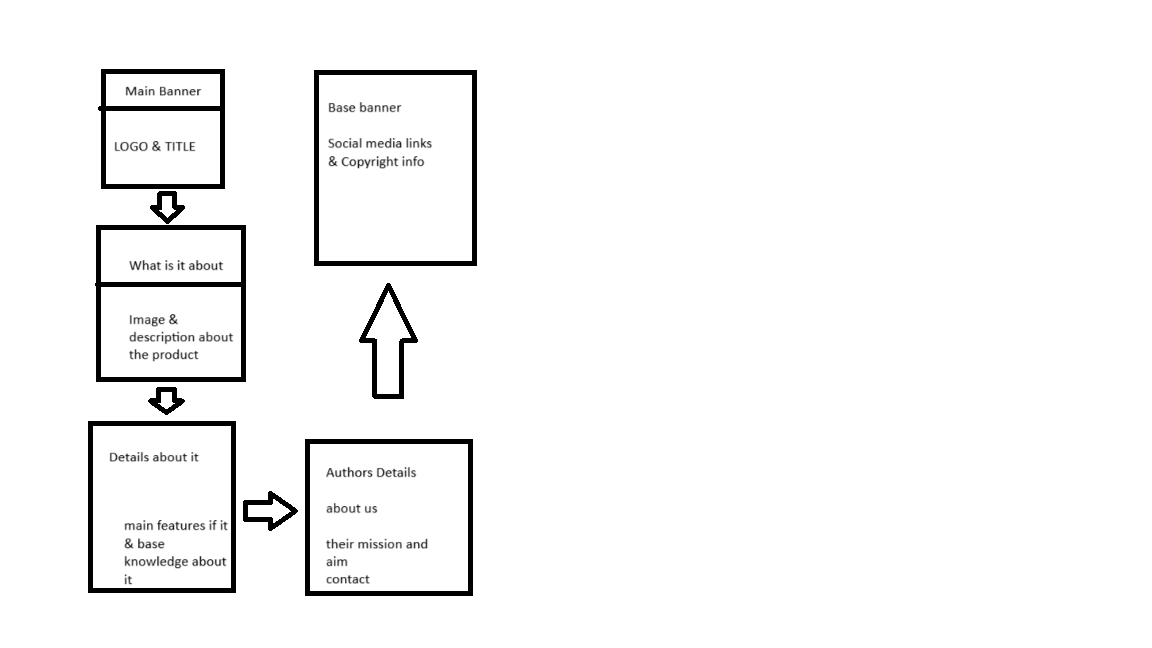 Main Banner
LOGO & TITLE
What is it about
Image &
description about
the product
Details about it
main features if it
& base
knowledge about
it
Authors Details
about us
their mission and
aim
contact
Base banner
Social media links
& Copyright info